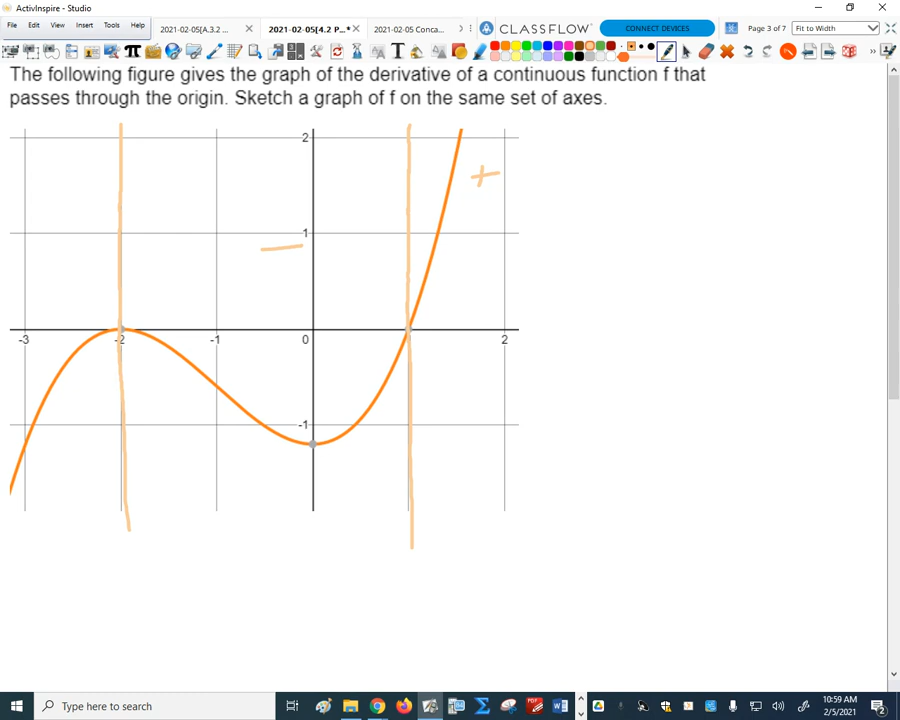 ActivInspire - Studio
File Edit View Insert Tools Help
2021-02-05[A.3.2 ...
2021-02-05[4.2 P...*
2021-02-05 Conca...
CLASSFLOW
CONNECT DEVICES
Page 3 of 7
Fit to Width
The following figure gives the graph of the derivative of a continuous function f that
passes through the origin. Sketch a graph of f on the same set of axes.
2
+
1
−
-3 -2 -1 0 2
-1
Type here to search
10:59 AM
2/5/2021
2